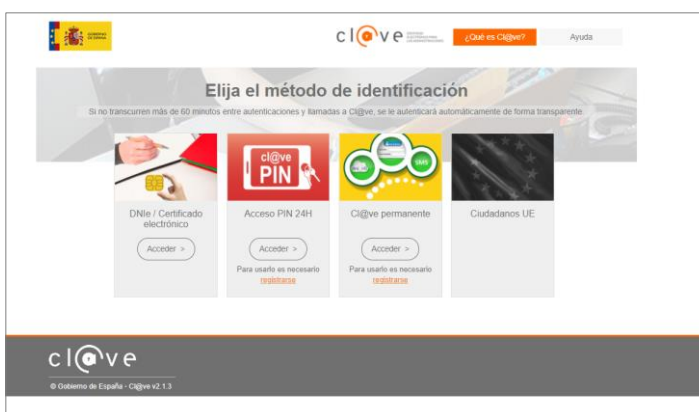 GOBIERNO
DE ESPAÑA
cl@ve
¿Qué es Cl@ve?
Ayuda
Elija el método de identificación
Si no transcurren más de 60 minutos entre autenticaciones y llamadas a Cl@ve, se le autenticará automáticamente de forma transparente.
cl@ve
PIN
SMS
DNIe / Certificado
electrónico
Acceso PIN 24H
Cl@ve permanente
Ciudadanos UE
Acceder >
Acceder >
Acceder >
Para usarlo es necesario
registrarse
Para usarlo es necesario
registrarse
cl@ve
© Gobierno de España - Cl@ve v2.1.3